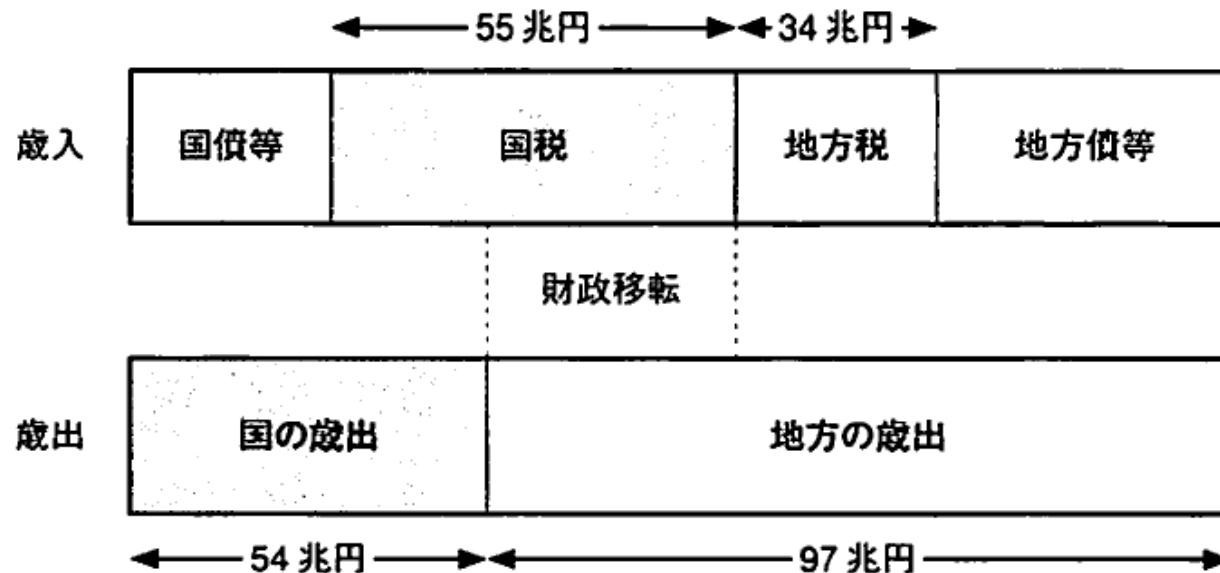 55兆円 34兆円
歳入 国債等 国税 地方税 地方債等
財政移転
歳出 国の歳出 地方の歳出
54兆円 97兆円